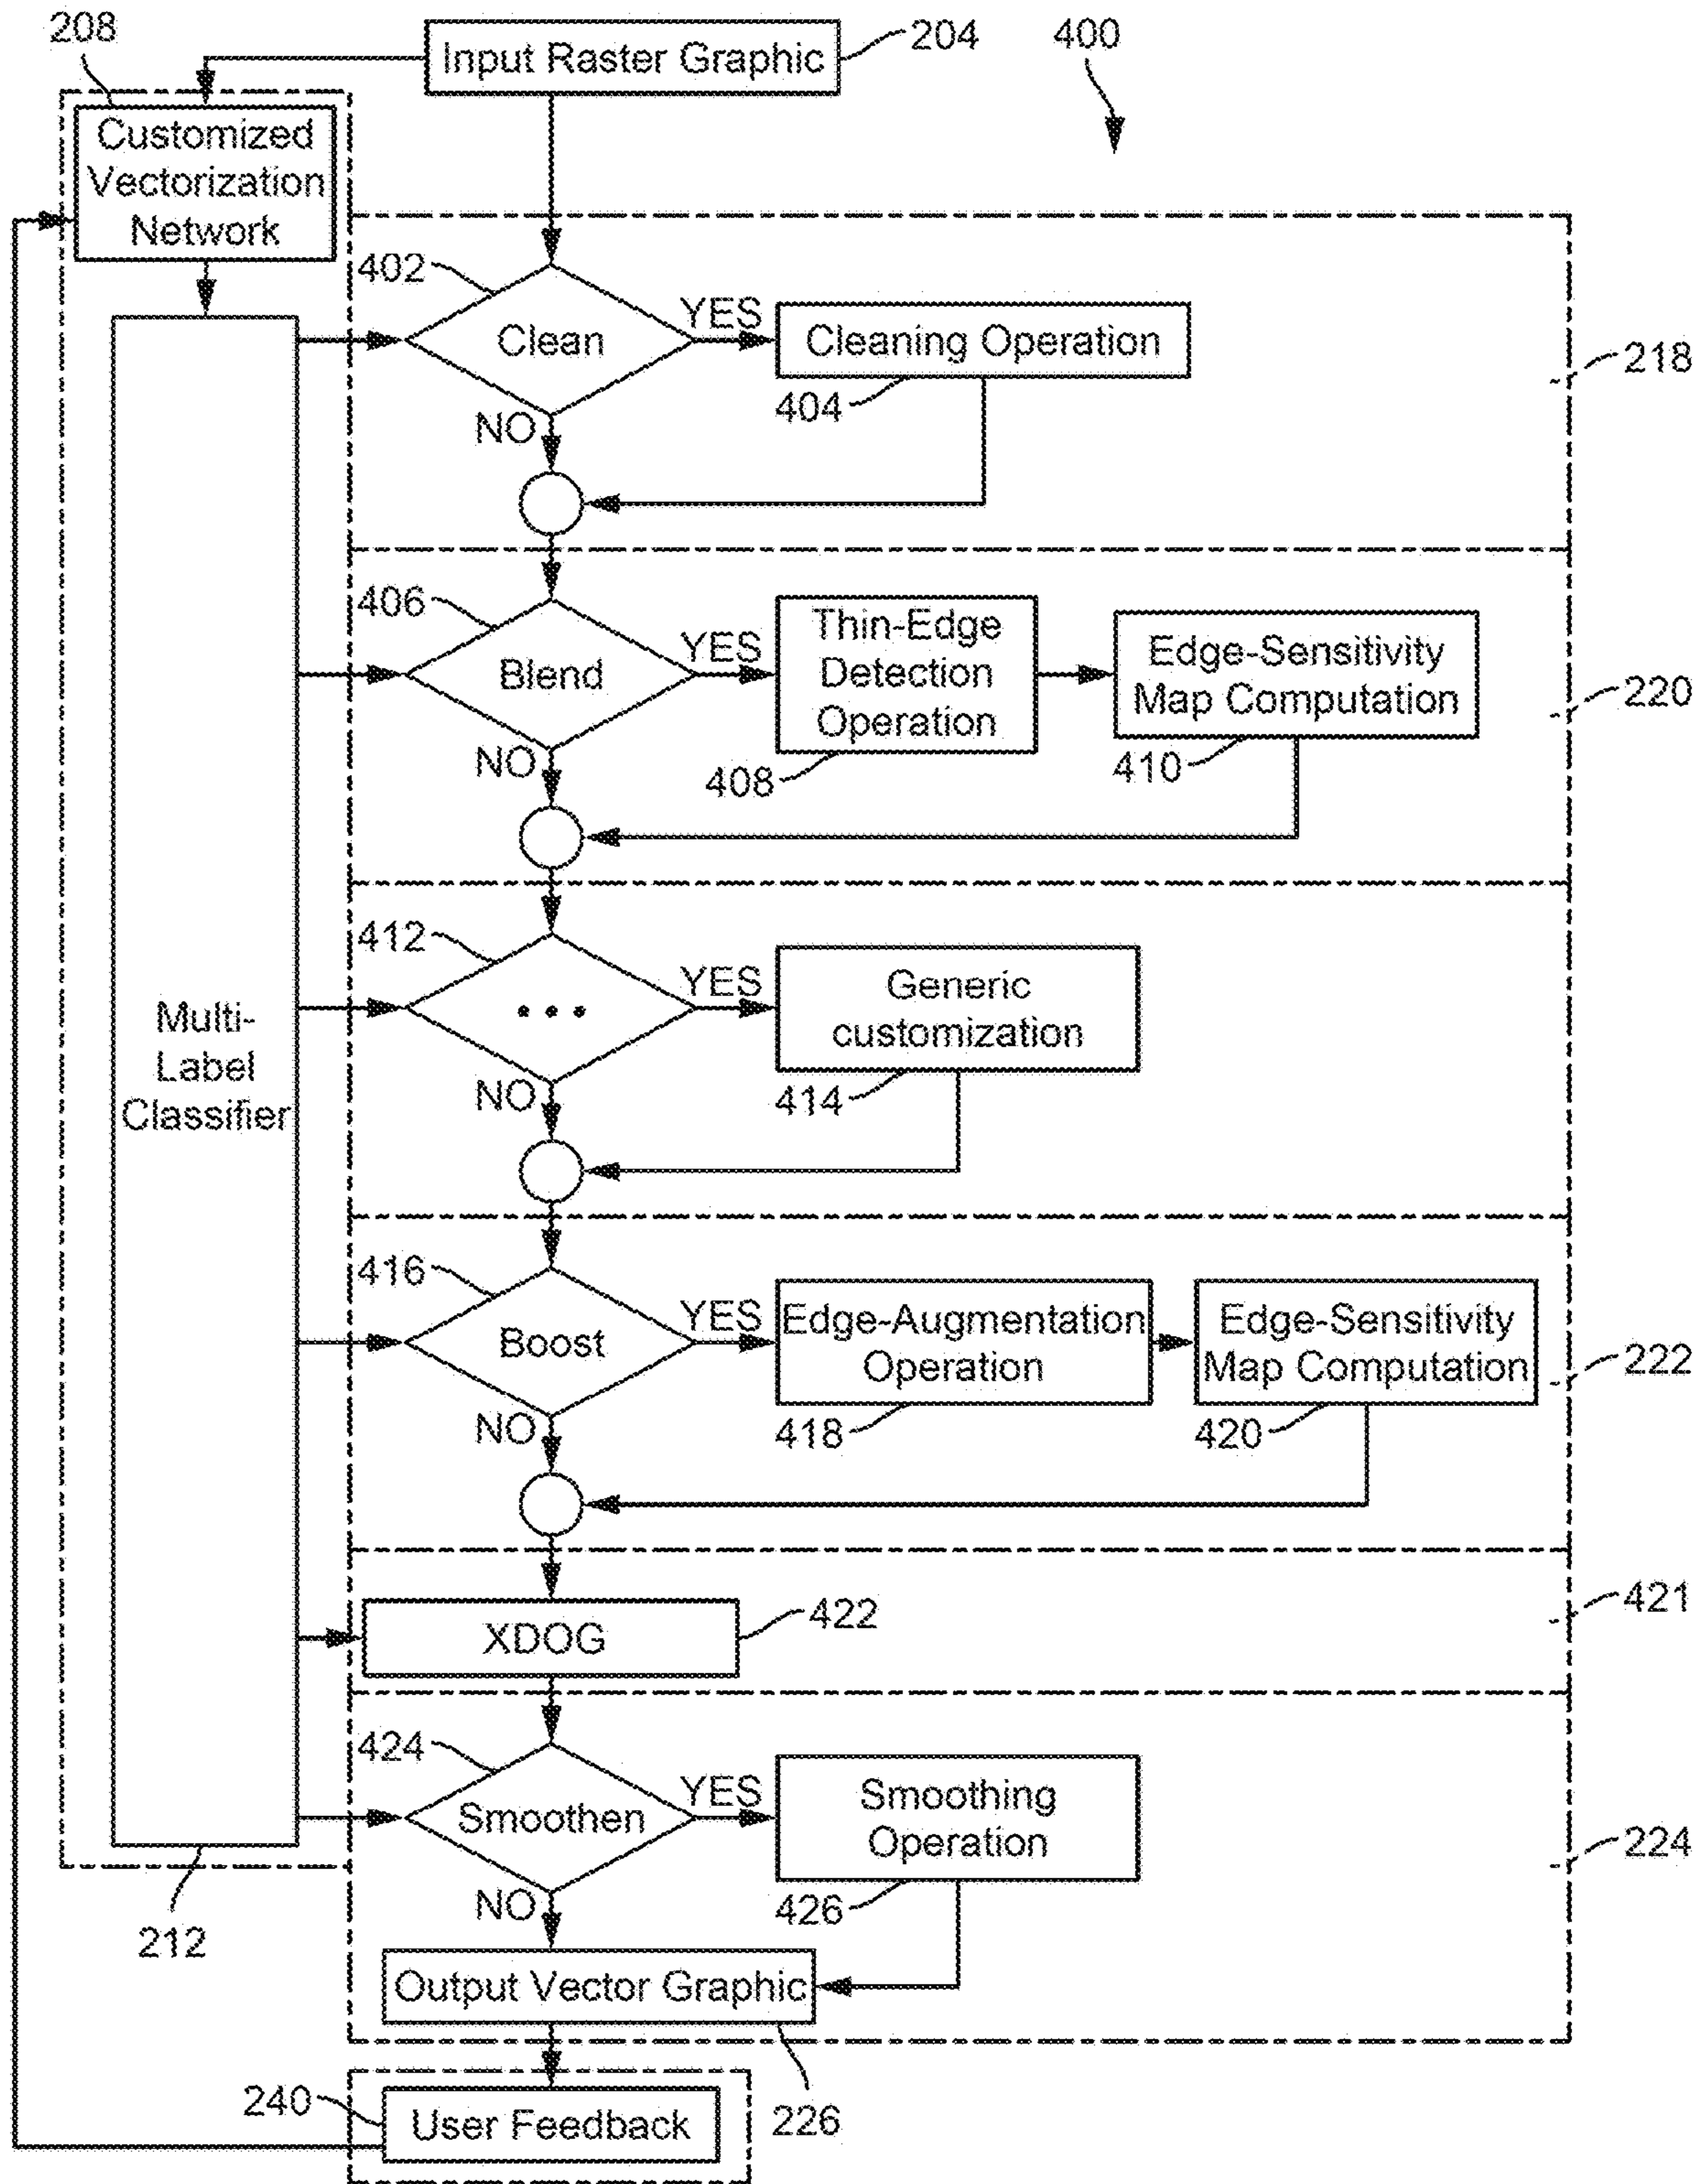 208
Input Raster Graphic
204
400
Customized
Vectorization
Network
402
Clean
YES
Cleaning Operation
404
218
NO
406
Blend
YES
Thin-Edge
Detection
Operation
408
Edge-Sensitivity
Map Computation
410
220
NO
412
...
YES
Generic
customization
414
NO
Multi-
Label
Classifier
416
Boost
YES
Edge-Augmentation
Operation
418
Edge-Sensitivity
Map Computation
420
222
NO
XDOG
422
421
424
Smoothen
YES
Smoothing
Operation
426
224
NO
212
Output Vector Graphic
226
240
User Feedback